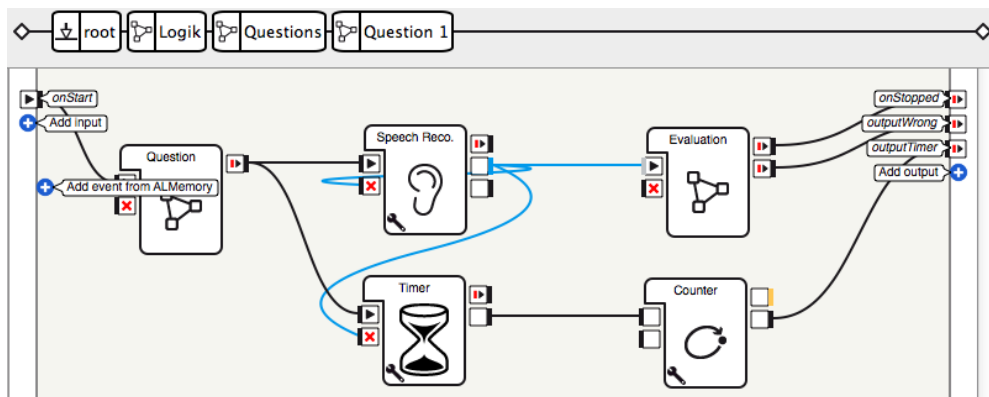 root
Logik
Questions
Question 1
onStart
Add input
Add event from ALMemory
Question
Speech Reco.
Timer
Evaluation
Counter
onStopped
outputWrong
outputTimer
Add output